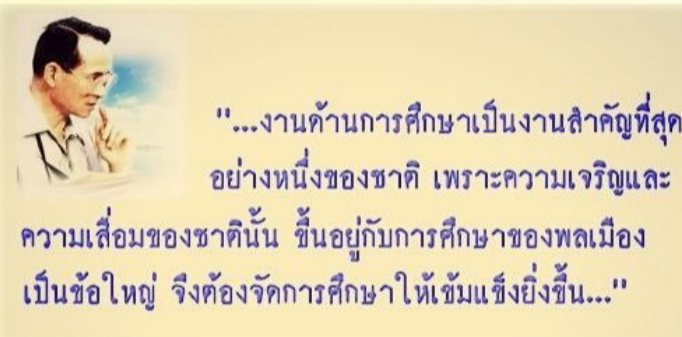 "...งานด้านการศึกษาเป็นงานสำคัญที่สุด
อย่างหนึ่งของชาติ เพราะความเจริญและ
ความเสื่อมของชาตินั้น ขึ้นอยู่กับการศึกษาของพลเมือง
เป็นข้อใหญ่ จึงต้องจัดการศึกษาให้เข้มแข็งยิ่งขึ้น..."